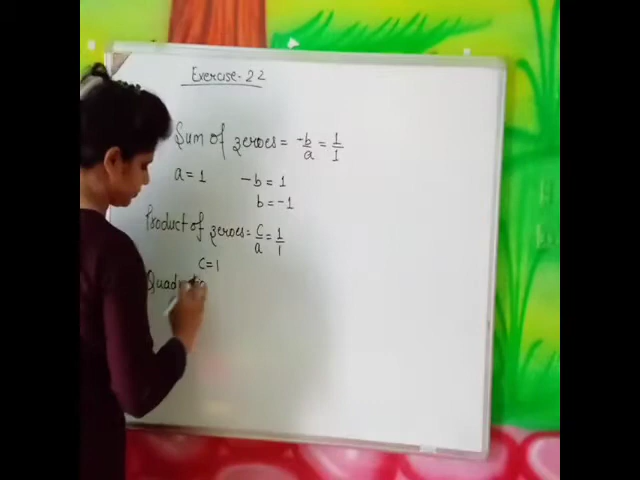 Exercise - 2.2
Sum of zeroes = -b/a = 1/1
a = 1 -b = 1
b = -1
Product of zeroes = c/a = 1/1
c = 1